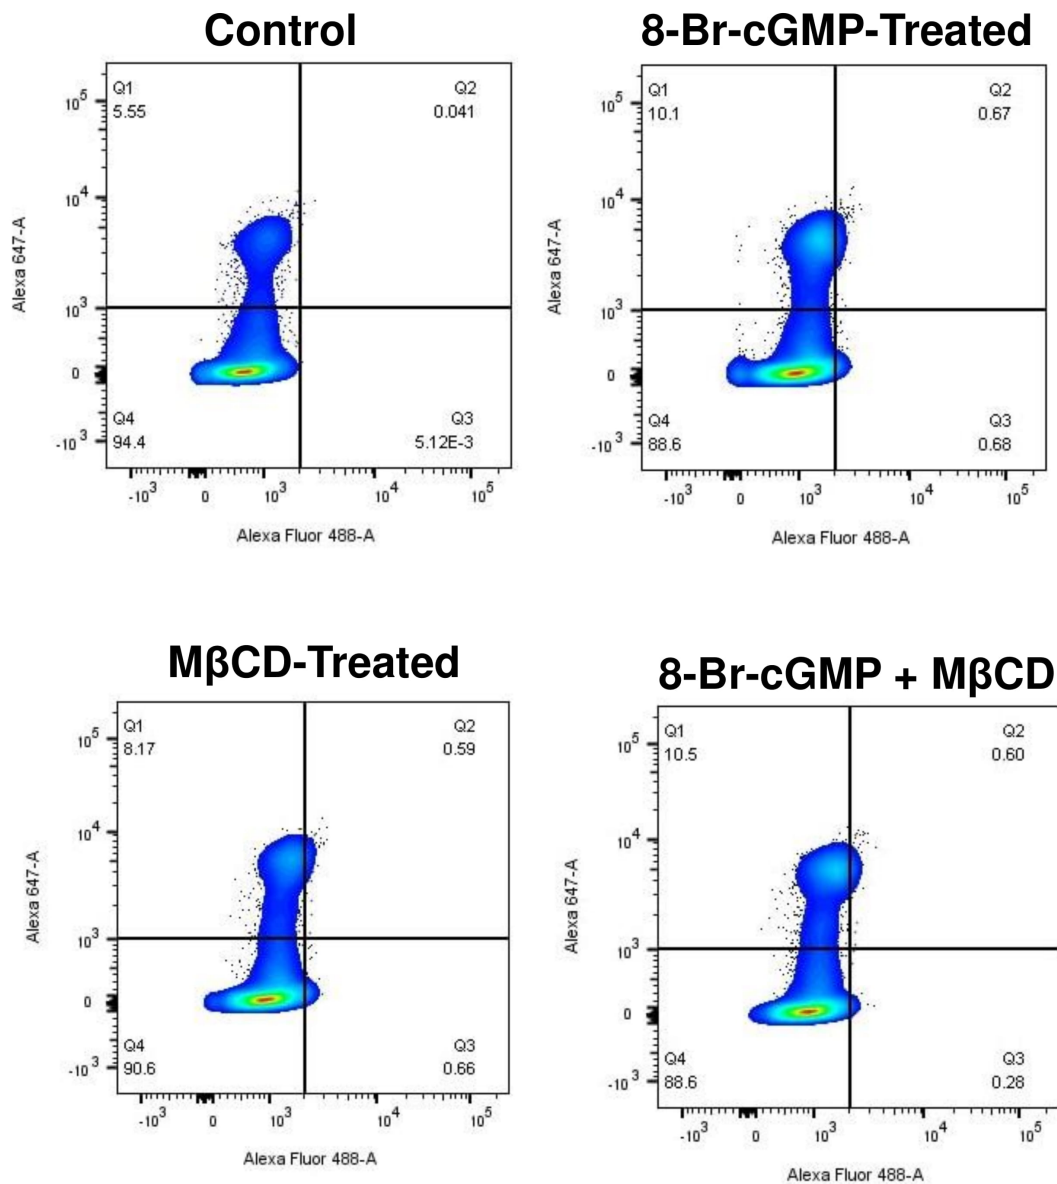 Control
Q1
5.55
Q2
0.041
10^5
10^4
10^3
0
-10^3
Alexa 647-A
Q4
94.4
Q3
5.12E-3
-10^3 0 10^3 10^4 10^5
Alexa Fluor 488-A
8-Br-cGMP-Treated
Q1
10.1
Q2
0.67
10^5
10^4
10^3
0
-10^3
Alexa 647-A
Q4
88.6
Q3
0.68
-10^3 0 10^3 10^4 10^5
Alexa Fluor 488-A
MβCD-Treated
Q1
8.17
Q2
0.59
10^5
10^4
10^3
0
-10^3
Alexa 647-A
Q4
90.6
Q3
0.66
-10^3 0 10^3 10^4 10^5
Alexa Fluor 488-A
8-Br-cGMP + MβCD
Q1
10.5
Q2
0.60
10^5
10^4
10^3
0
-10^3
Alexa 647-A
Q4
88.6
Q3
0.28
-10^3 0 10^3 10^4 10^5
Alexa Fluor 488-A